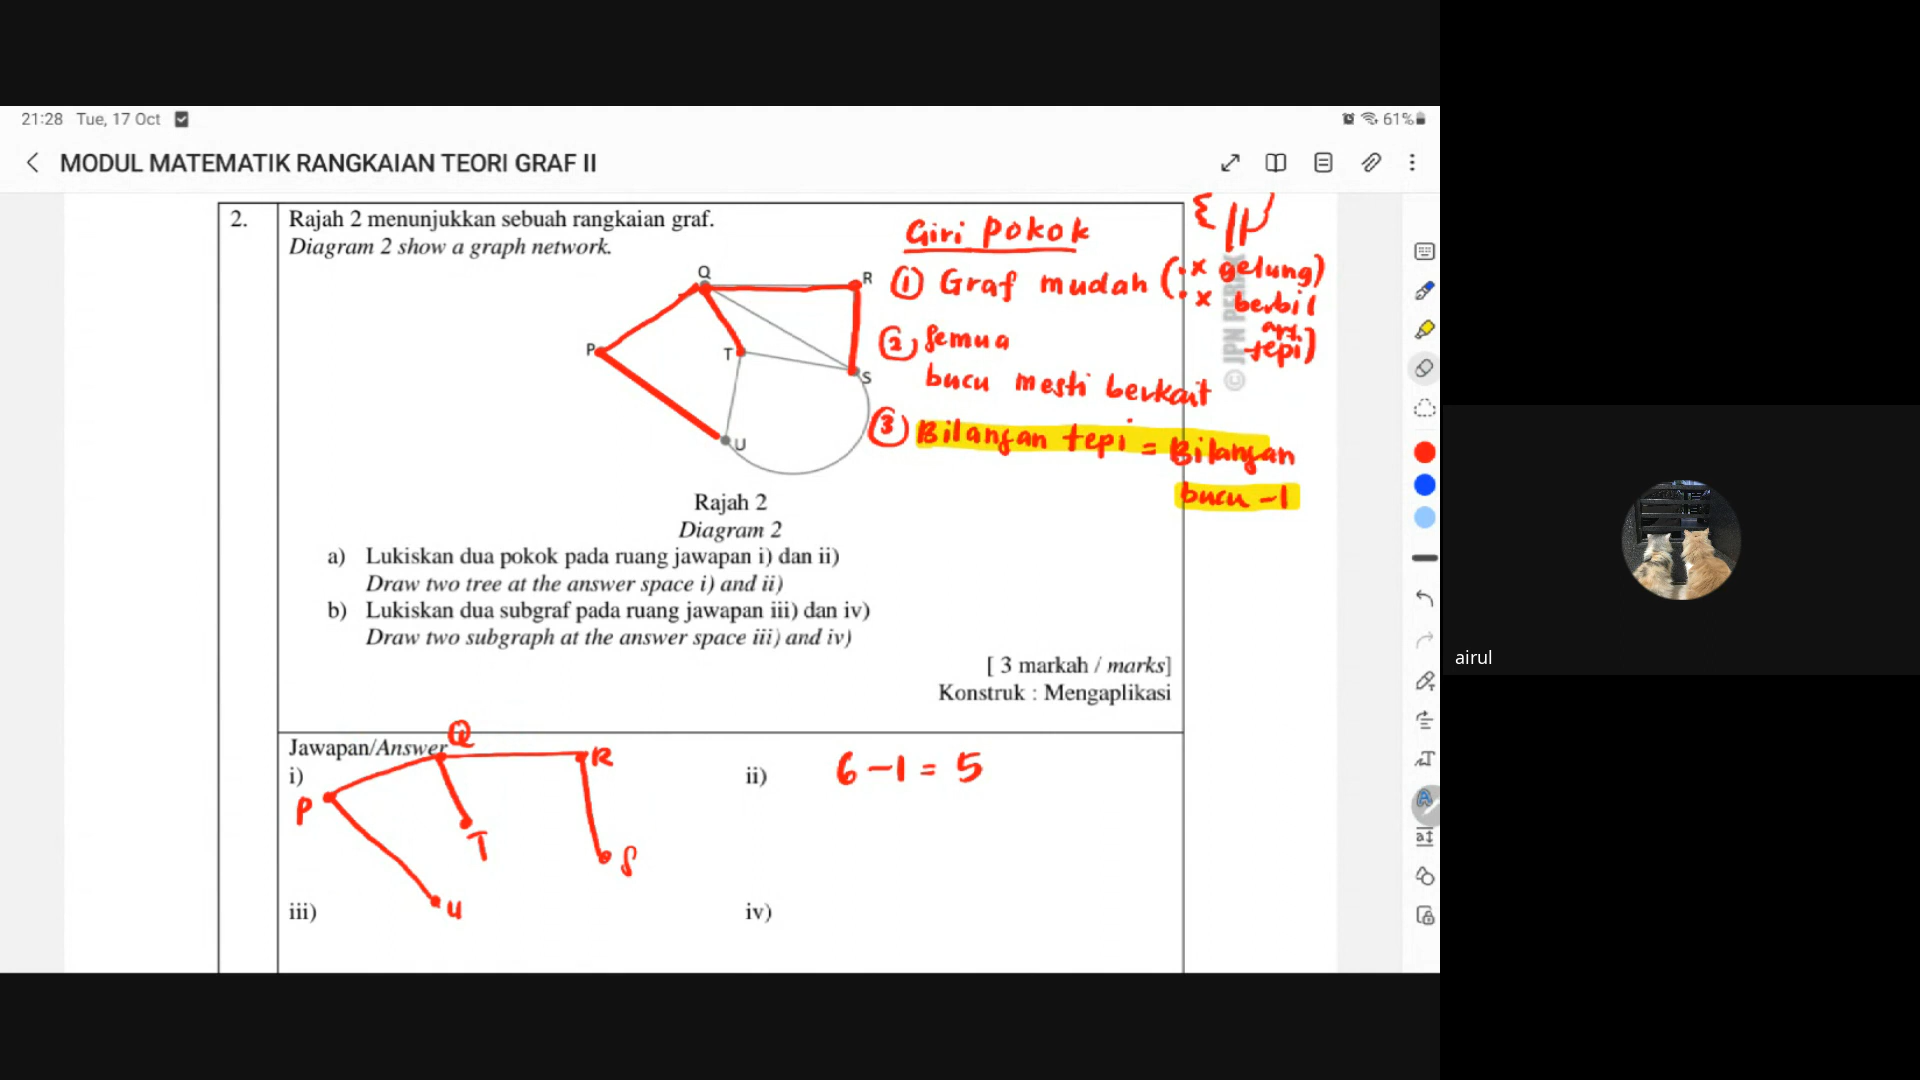 21:28 Tue, 17 Oct
61%
MODUL MATEMATIK RANGKAIAN TEORI GRAF II
2.
Rajah 2 menunjukkan sebuah rangkaian graf.
Diagram 2 show a graph network.
Q
R
P
T
S
U
Ciri Pokok
① Graf mudah (: x gelung)
x berbil
tepi)
② Semua
bucu mesti berkait
③ Bilangan tepi = Bilangan
bucu -1
© JPN PERAK
Rajah 2
Diagram 2
a) Lukiskan dua pokok pada ruang jawapan i) dan ii)
Draw two tree at the answer space i) and ii)
b) Lukiskan dua subgraf pada ruang jawapan iii) dan iv)
Draw two subgraph at the answer space iii) and iv)
[ 3 markah / marks]
Konstruk : Mengaplikasi
Jawapan/Answer
i)
Q
R
P
T
S
U
ii) 6 - 1 = 5
iii)
iv)
airul